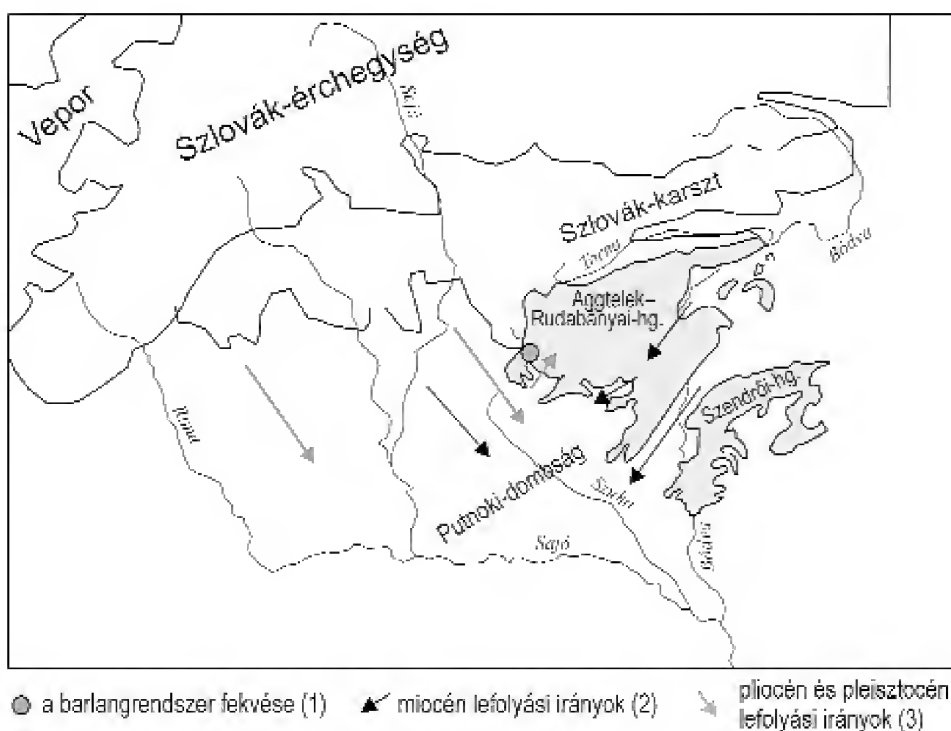 Vepor
Szlovák-érchegység
Sajó
Szlovák-karszt
Torna
Bódva
Aggtelek–
Rudabányai-hg.
Szendrői-hg.
Rima
Putnoki-dombság
Szuha
Sajó
Bódva
a barlangrendszer fekvése (1)
miocén lefolyási irányok (2)
pliocén és pleisztocén
lefolyási irányok (3)